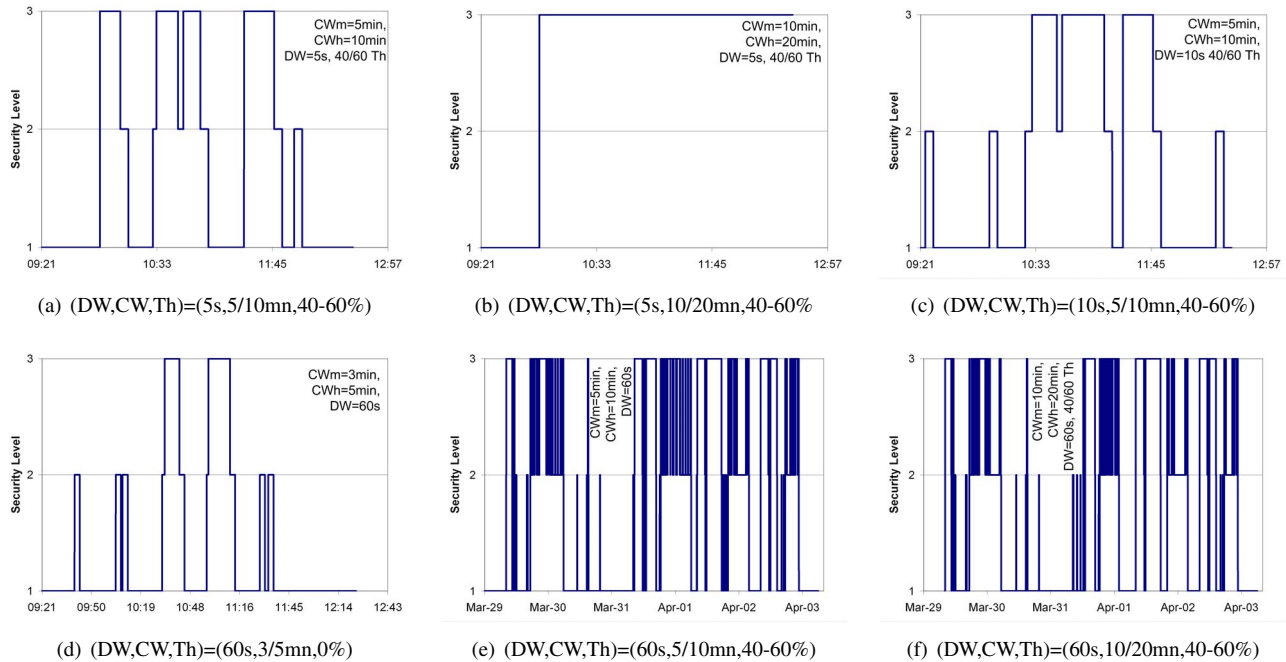 3
2
1
Security Level
CWm=5min,
CWh=10min
DW=5s, 40/60 Th
09:21
10:33
11:45
12:57
(a) (DW,CW,Th)=(5s,5/10mn,40-60%)
3
2
1
Security Level
CWm=10min,
CWh=20min,
DW=5s, 40/60 Th
09:21
10:33
11:45
12:57
(b) (DW,CW,Th)=(5s,10/20mn,40-60%
3
2
1
Security Level
CWm=5min,
CWh=10min,
DW=10s 40/60 Th
09:21
10:33
11:45
12:57
(c) (DW,CW,Th)=(10s,5/10mn,40-60%)
3
2
1
Security Level
CWm=3min,
CWh=5min,
DW=60s
09:21
09:50
10:19
10:48
11:16
11:45
12:14
12:43
(d) (DW,CW,Th)=(60s,3/5mn,0%)
3
2
1
Security Level
CWm=5min,
CWh=10min,
DW=60s
Mar-29
Mar-30
Mar-31
Apr-01
Apr-02
Apr-03
(e) (DW,CW,Th)=(60s,5/10mn,40-60%)
3
2
1
Security Level
CWm=10min,
CWh=20min,
DW=60s, 40/60 Th
Mar-29
Mar-30
Mar-31
Apr-01
Apr-02
Apr-03
(f) (DW,CW,Th)=(60s,10/20mn,40-60%)